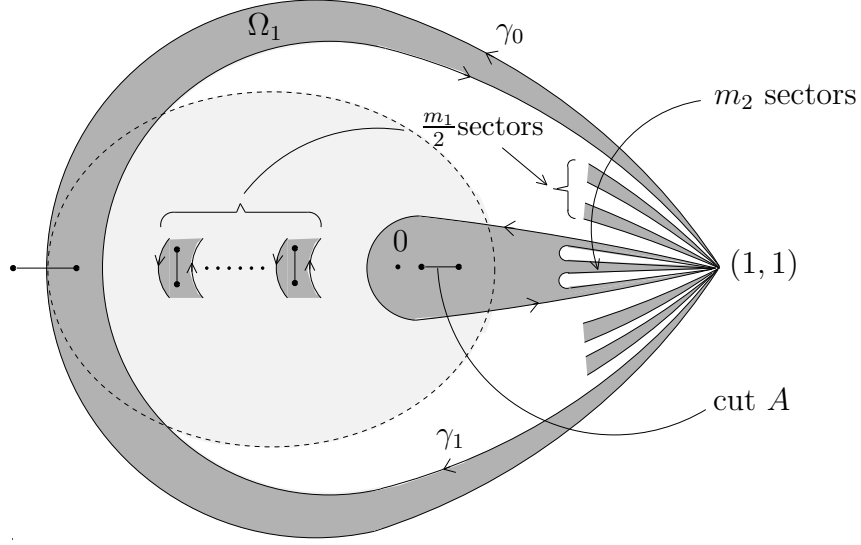 Ω₁
γ₀
m₂ sectors
m₁/2 sectors
0
(1, 1)
cut A
γ₁